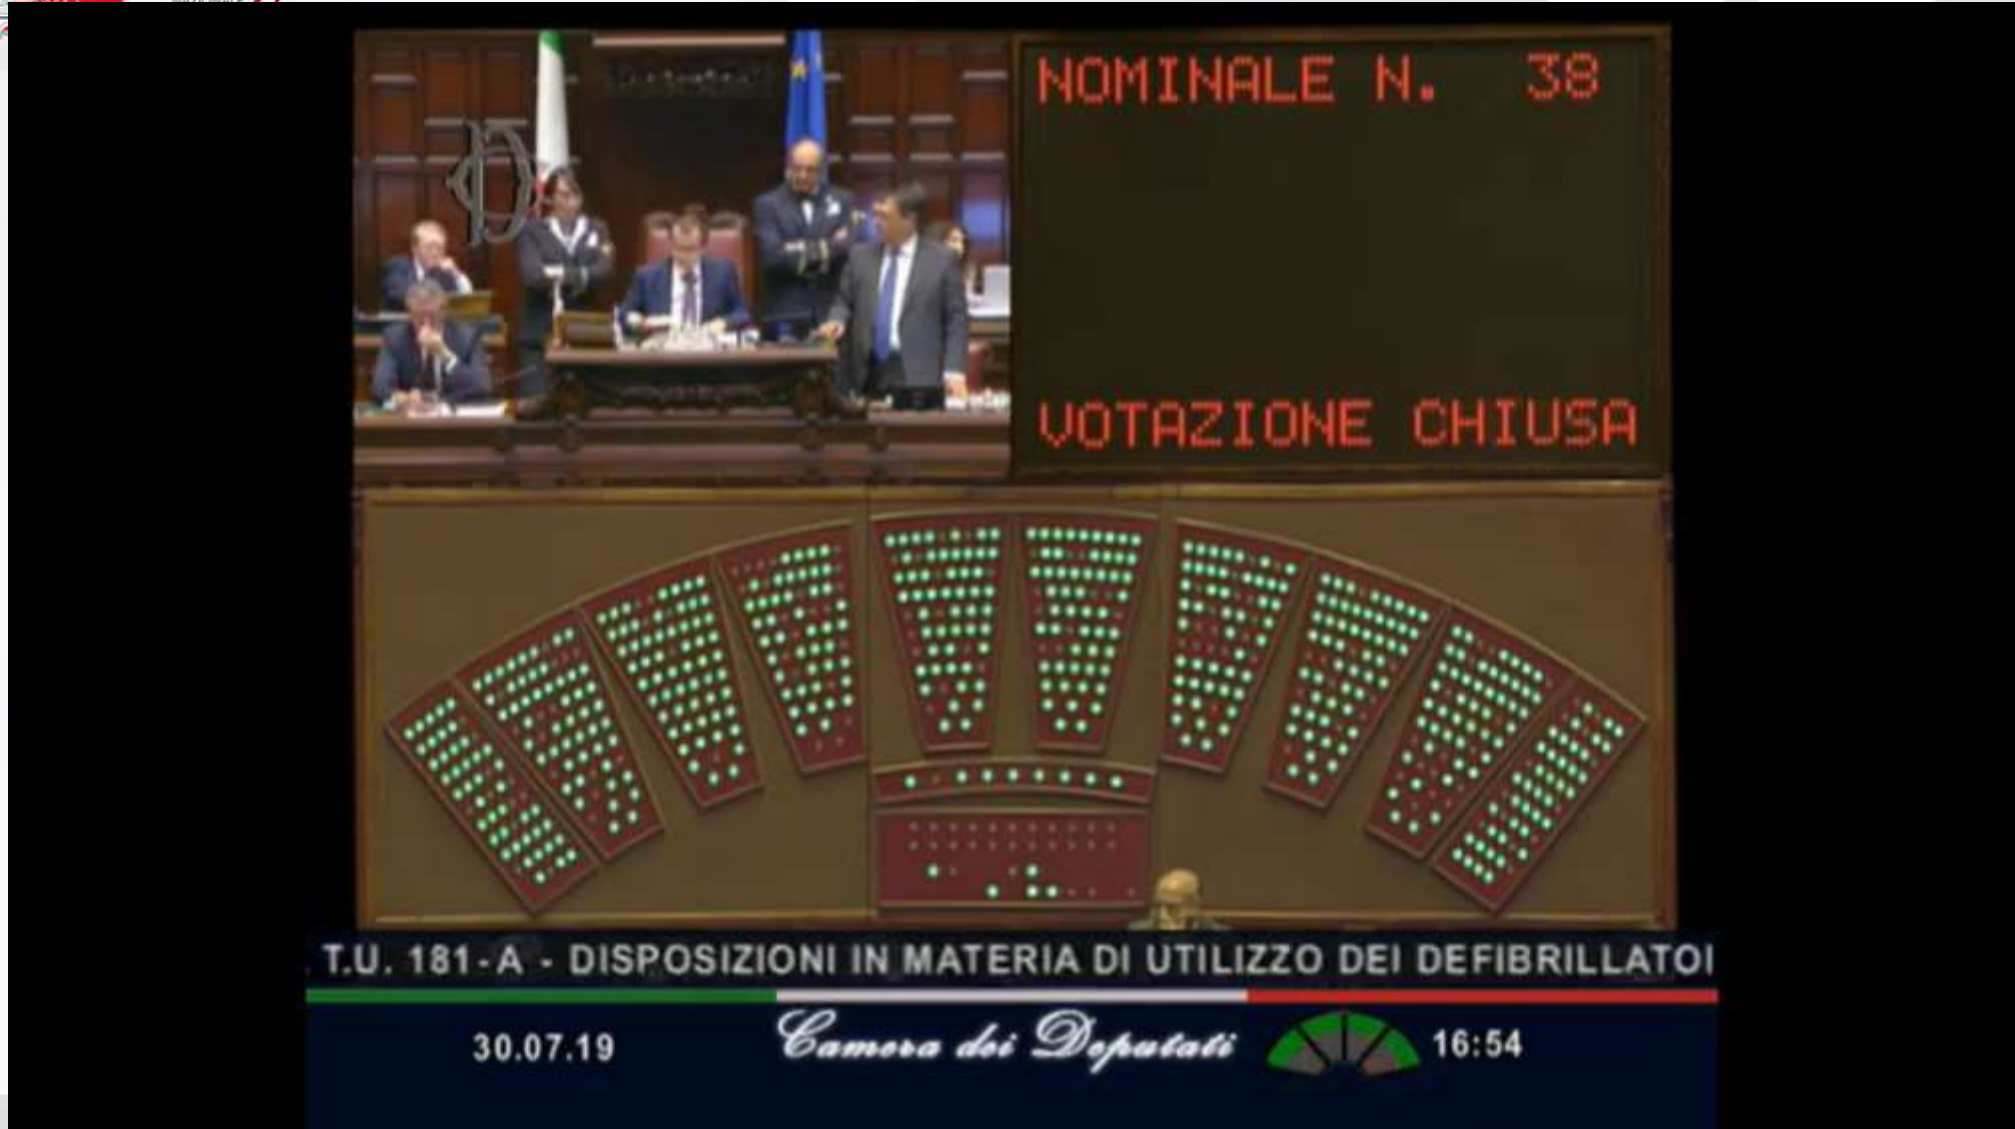 NOMINALE N. 38
VOTAZIONE CHIUSA
T.U. 181-A - DISPOSIZIONI IN MATERIA DI UTILIZZO DEI DEFIBRILLATOI
30.07.19
Camera dei Deputati
16:54